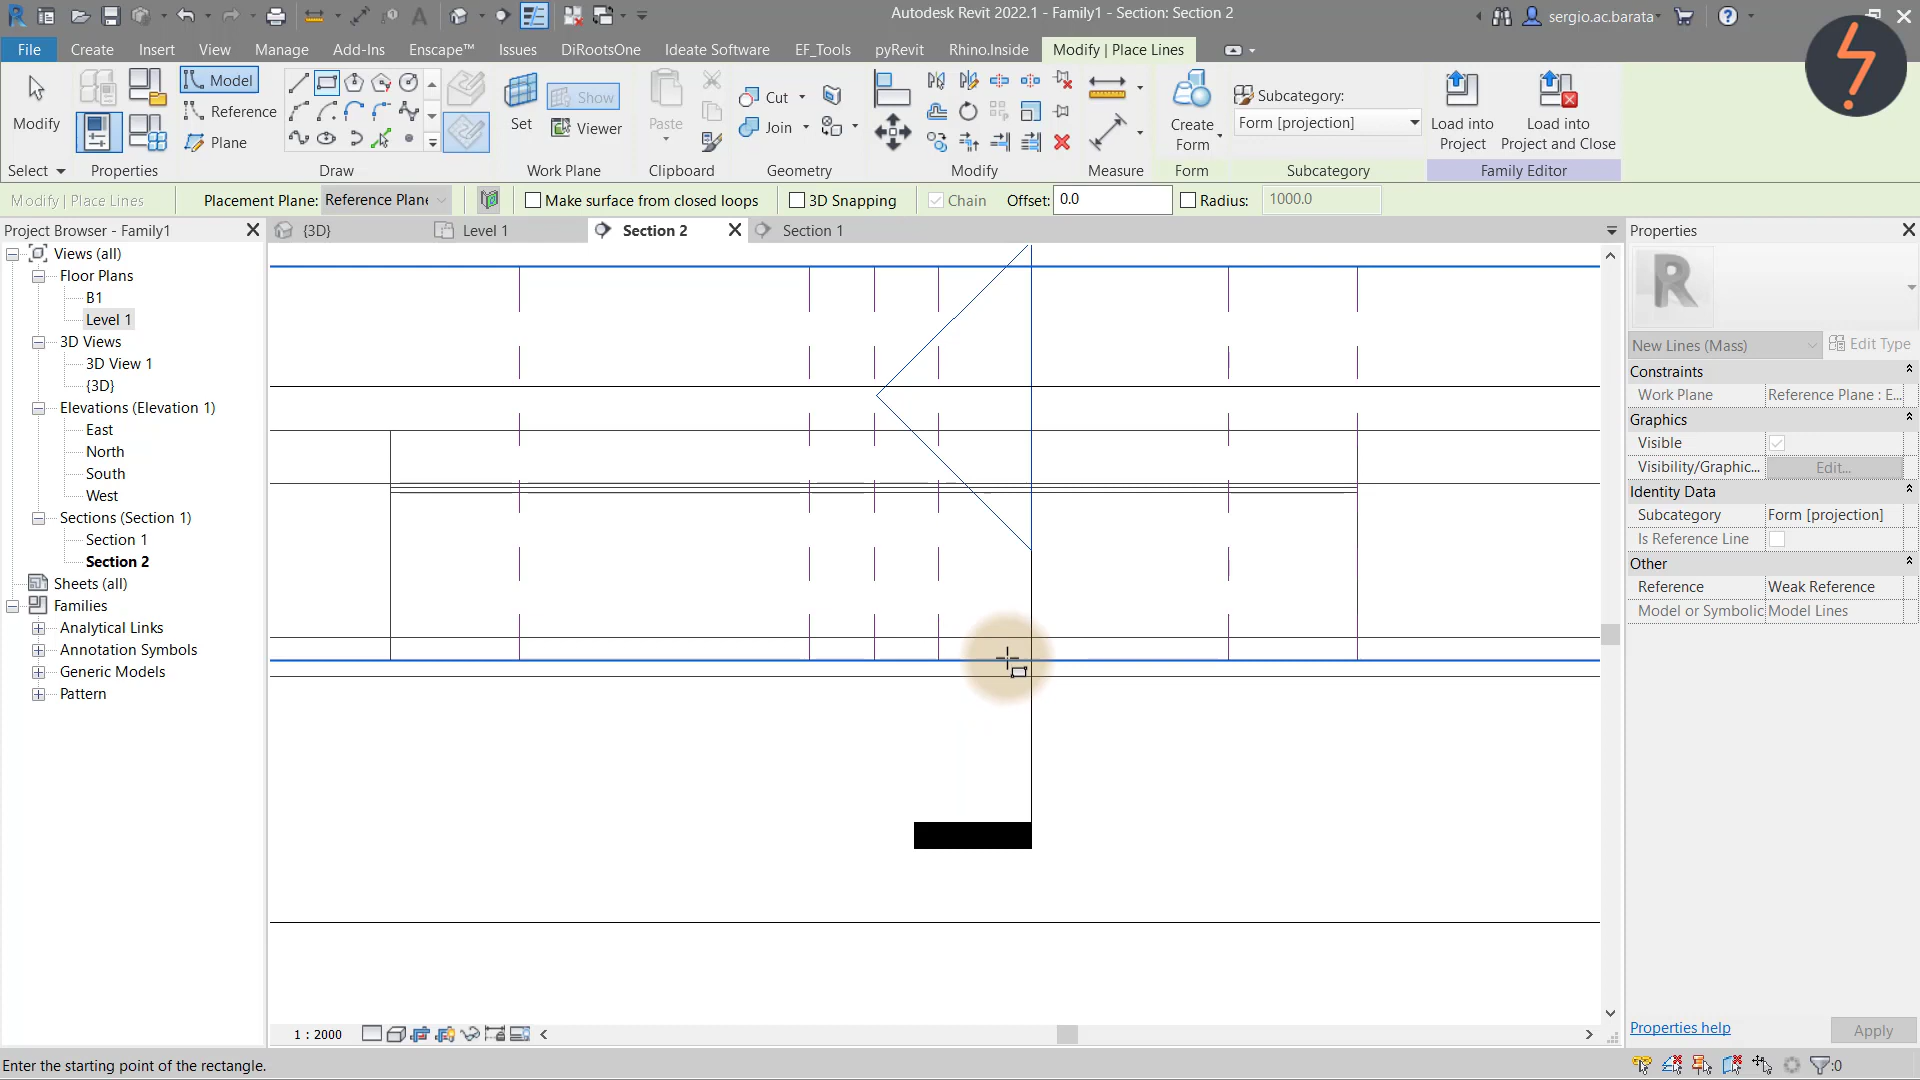 Autodesk Revit 2022.1 - Family1 - Section: Section 2
sergio.ac.barata
File Create Insert View Manage Add-Ins Enscape™ Issues DiRootsOne Ideate Software EF_Tools pyRevit Rhino.Inside Modify | Place Lines
Modify
Model
Reference
Plane
Set
Show
Viewer
Paste
Cut
Join
Create
Form
Subcategory:
Form [projection]
Load into
Project
Load into
Project and Close
Select Properties Draw Work Plane Clipboard Geometry Modify Measure Form Subcategory Family Editor
Modify | Place Lines Placement Plane: Reference Plane Make surface from closed loops 3D Snapping Chain Offset: 0.0 Radius: 1000.0
Project Browser - Family1
{3D} Level 1 Section 2 Section 1
Views (all)
Floor Plans
B1
Level 1
3D Views
3D View 1
{3D}
Elevations (Elevation 1)
East
North
South
West
Sections (Section 1)
Section 1
Section 2
Sheets (all)
Families
Analytical Links
Annotation Symbols
Generic Models
Pattern
Properties
R
New Lines (Mass) Edit Type
Constraints
Work Plane Reference Plane : E...
Graphics
Visible
Visibility/Graphic... Edit...
Identity Data
Subcategory Form [projection]
Is Reference Line
Other
Reference Weak Reference
Model or Symbolic Model Lines
Properties help Apply
1 : 2000
Enter the starting point of the rectangle.
:0